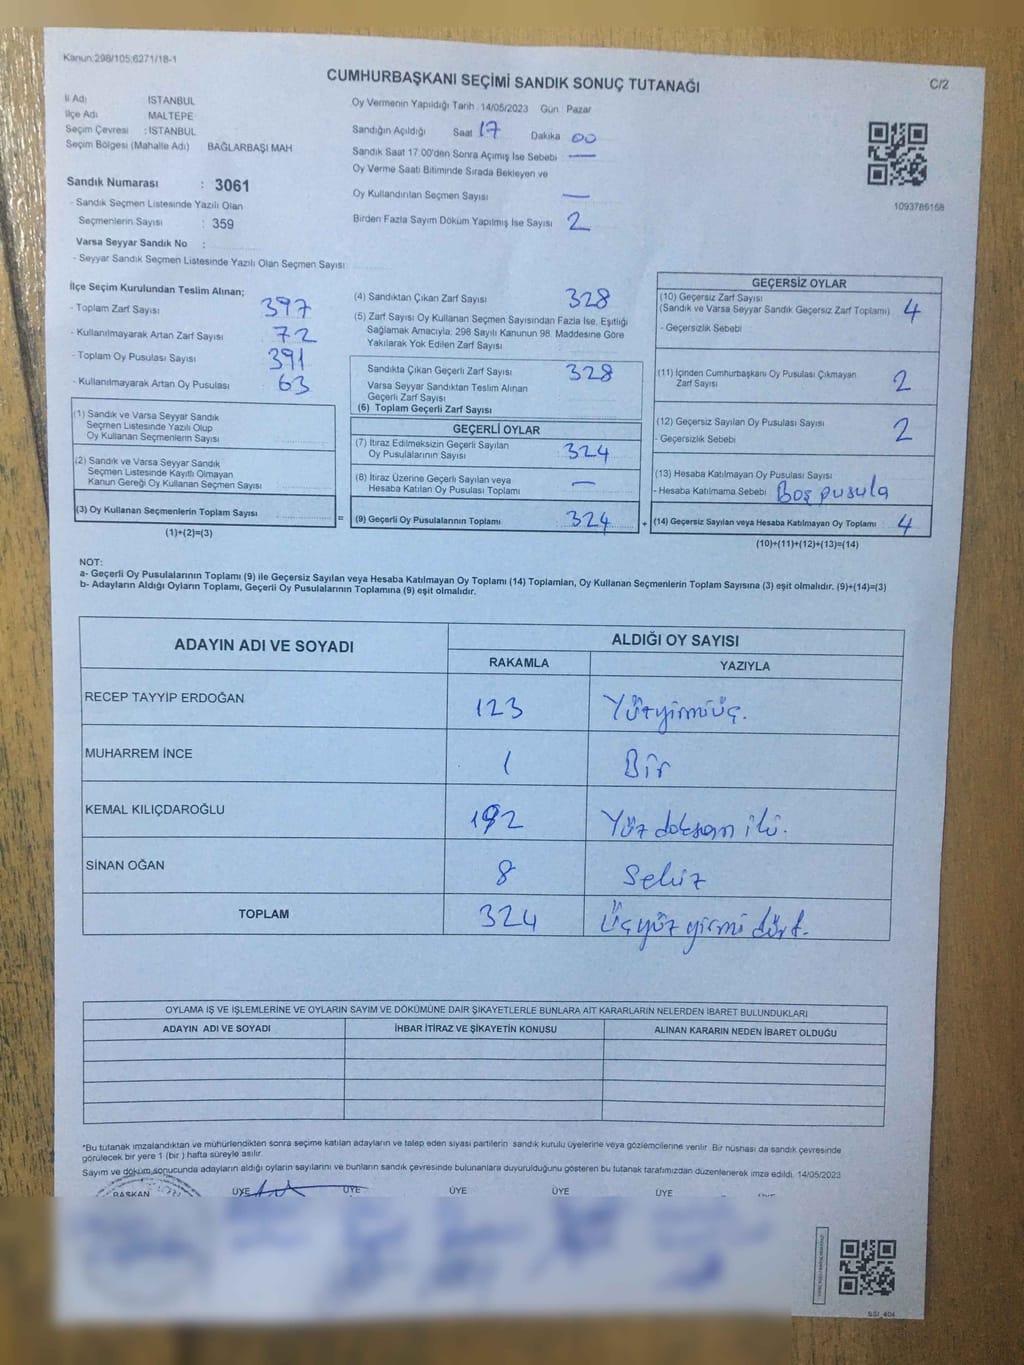 Kanun:298/105;6271/18-1
CUMHURBAŞKANI SEÇİMİ SANDIK SONUÇ TUTANAĞI
C/2
İl Adı ISTANBUL
İlçe Adı MALTEPE
Seçim Çevresi : İSTANBUL
Seçim Bölgesi (Mahalle Adı) BAĞLARBAŞI MAH
Sandık Numarası : 3061
- Sandık Seçmen Listesinde Yazılı Olan
Seçmenlerin Sayısı : 359
Varsa Seyyar Sandık No :
- Seyyar Sandık Seçmen Listesinde Yazılı Olan Seçmen Sayısı:
Oy Vermenin Yapıldığı Tarih : 14/05/2023 Gün : Pazar
Sandığın Açıldığı Saat 17 Dakika 00
Sandık Saat 17:00'den Sonra Açımış İse Sebebi —
Oy Verme Saati Bitiminde Sırada Bekleyen ve
Oy Kullandırılan Seçmen Sayısı —
Birden Fazla Sayım Döküm Yapılmış İse Sayısı 2
1093786168
İlçe Seçim Kurulundan Teslim Alınan;
- Toplam Zarf Sayısı 397
- Kullanılmayarak Artan Zarf Sayısı 72
- Toplam Oy Pusulası Sayısı 391
- Kullanılmayarak Artan Oy Pusulası 63
(1) Sandık ve Varsa Seyyar Sandık
Seçmen Listesinde Yazılı Olup
Oy Kullanan Seçmenlerin Sayısı
(2) Sandık ve Varsa Seyyar Sandık
Seçmen Listesinde Kayıtlı Olmayan
Kanun Gereği Oy Kullanan Seçmen Sayısı
(3) Oy Kullanan Seçmenlerin Toplam Sayısı =
(1)+(2)=(3)
(4) Sandıktan Çıkan Zarf Sayısı 328
(5) Zarf Sayısı Oy Kullanan Seçmen Sayısından Fazla İse, Eşitliği
Sağlamak Amacıyla; 298 Sayılı Kanunun 98. Maddesine Göre
Yakılarak Yok Edilen Zarf Sayısı
Sandıkta Çıkan Geçerli Zarf Sayısı 328
Varsa Seyyar Sandıktan Teslim Alınan
Geçerli Zarf Sayısı
(6) Toplam Geçerli Zarf Sayısı
GEÇERLİ OYLAR
(7) İtiraz Edilmeksizin Geçerli Sayılan
Oy Pusulalarının Sayısı 324
(8) İtiraz Üzerine Geçerli Sayılan veya
Hesaba Katılan Oy Pusulası Toplamı —
(9) Geçerli Oy Pusulalarının Toplamı 324 +
GEÇERSİZ OYLAR
(10) Geçersiz Zarf Sayısı
(Sandık ve Varsa Seyyar Sandık Geçersiz Zarf Toplamı) 4
- Geçersizlik Sebebi
(11) İçinden Cumhurbaşkanı Oy Pusulası Çıkmayan
Zarf Sayısı 2
(12) Geçersiz Sayılan Oy Pusulası Sayısı 2
- Geçersizlik Sebebi
(13) Hesaba Katılmayan Oy Pusulası Sayısı
- Hesaba Katılmama Sebebi Boş pusula
(14) Geçersiz Sayılan veya Hesaba Katılmayan Oy Toplamı 4
(10)+(11)+(12)+(13)=(14)
NOT:
a- Geçerli Oy Pusulalarının Toplamı (9) ile Geçersiz Sayılan veya Hesaba Katılmayan Oy Toplamı (14) Toplamları, Oy Kullanan Seçmenlerin Toplam Sayısına (3) eşit olmalıdır. (9)+(14)=(3)
b- Adayların Aldığı Oyların Toplamı, Geçerli Oy Pusulalarının Toplamına (9) eşit olmalıdır.
ADAYIN ADI VE SOYADI
ALDIĞI OY SAYISI
RAKAMLA YAZIYLA
RECEP TAYYİP ERDOĞAN 123 Yüzyirmiüç.
MUHARREM İNCE 1 Bir
KEMAL KILIÇDAROĞLU 192 Yüz doksan iki.
SİNAN OĞAN 8 Sekiz
TOPLAM 324 Üçyüz yirmi dört.
OYLAMA İŞ VE İŞLEMLERİNE VE OYLARIN SAYIM VE DÖKÜMÜNE DAİR ŞİKAYETLERLE BUNLARA AİT KARARLARIN NELERDEN İBARET BULUNDUKLARI
ADAYIN ADI VE SOYADI İHBAR İTİRAZ VE ŞİKAYETİN KONUSU ALINAN KARARIN NEDEN İBARET OLDUĞU
*Bu tutanak imzalandıktan ve mühürlendikten sonra seçime katılan adayların ve talep eden siyasi partilerin sandık kurulu üyelerine veya gözlemcilerine verilir. Bir nüshası da sandık çevresinde
görülecek bir yere 1 (bir) hafta süreyle asılır.
Sayım ve döküm sonucunda adayların aldığı oyların sayılarını ve bunların sandık çevresinde bulunanlara duyurulduğunu gösteren bu tutanak tarafımızdan düzenlenerek imza edildi. 14/05/2023
BAŞKAN ÜYE ÜYE ÜYE ÜYE ÜYE